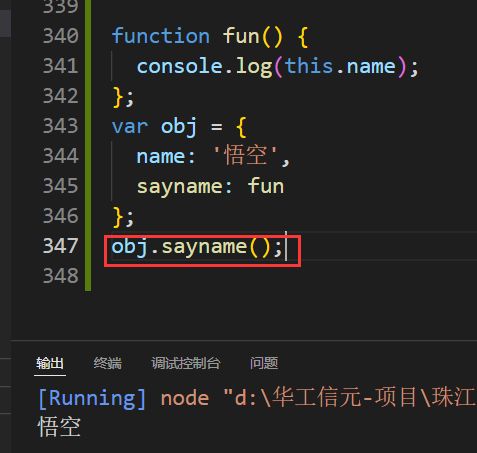 339
340 function fun() {
341 console.log(this.name);
342 };
343 var obj = {
344 name: '悟空',
345 sayname: fun
346 };
347 obj.sayname();
348
输出 终端 调试控制台 问题
[Running] node "d:\华工信元-项目\珠江
悟空